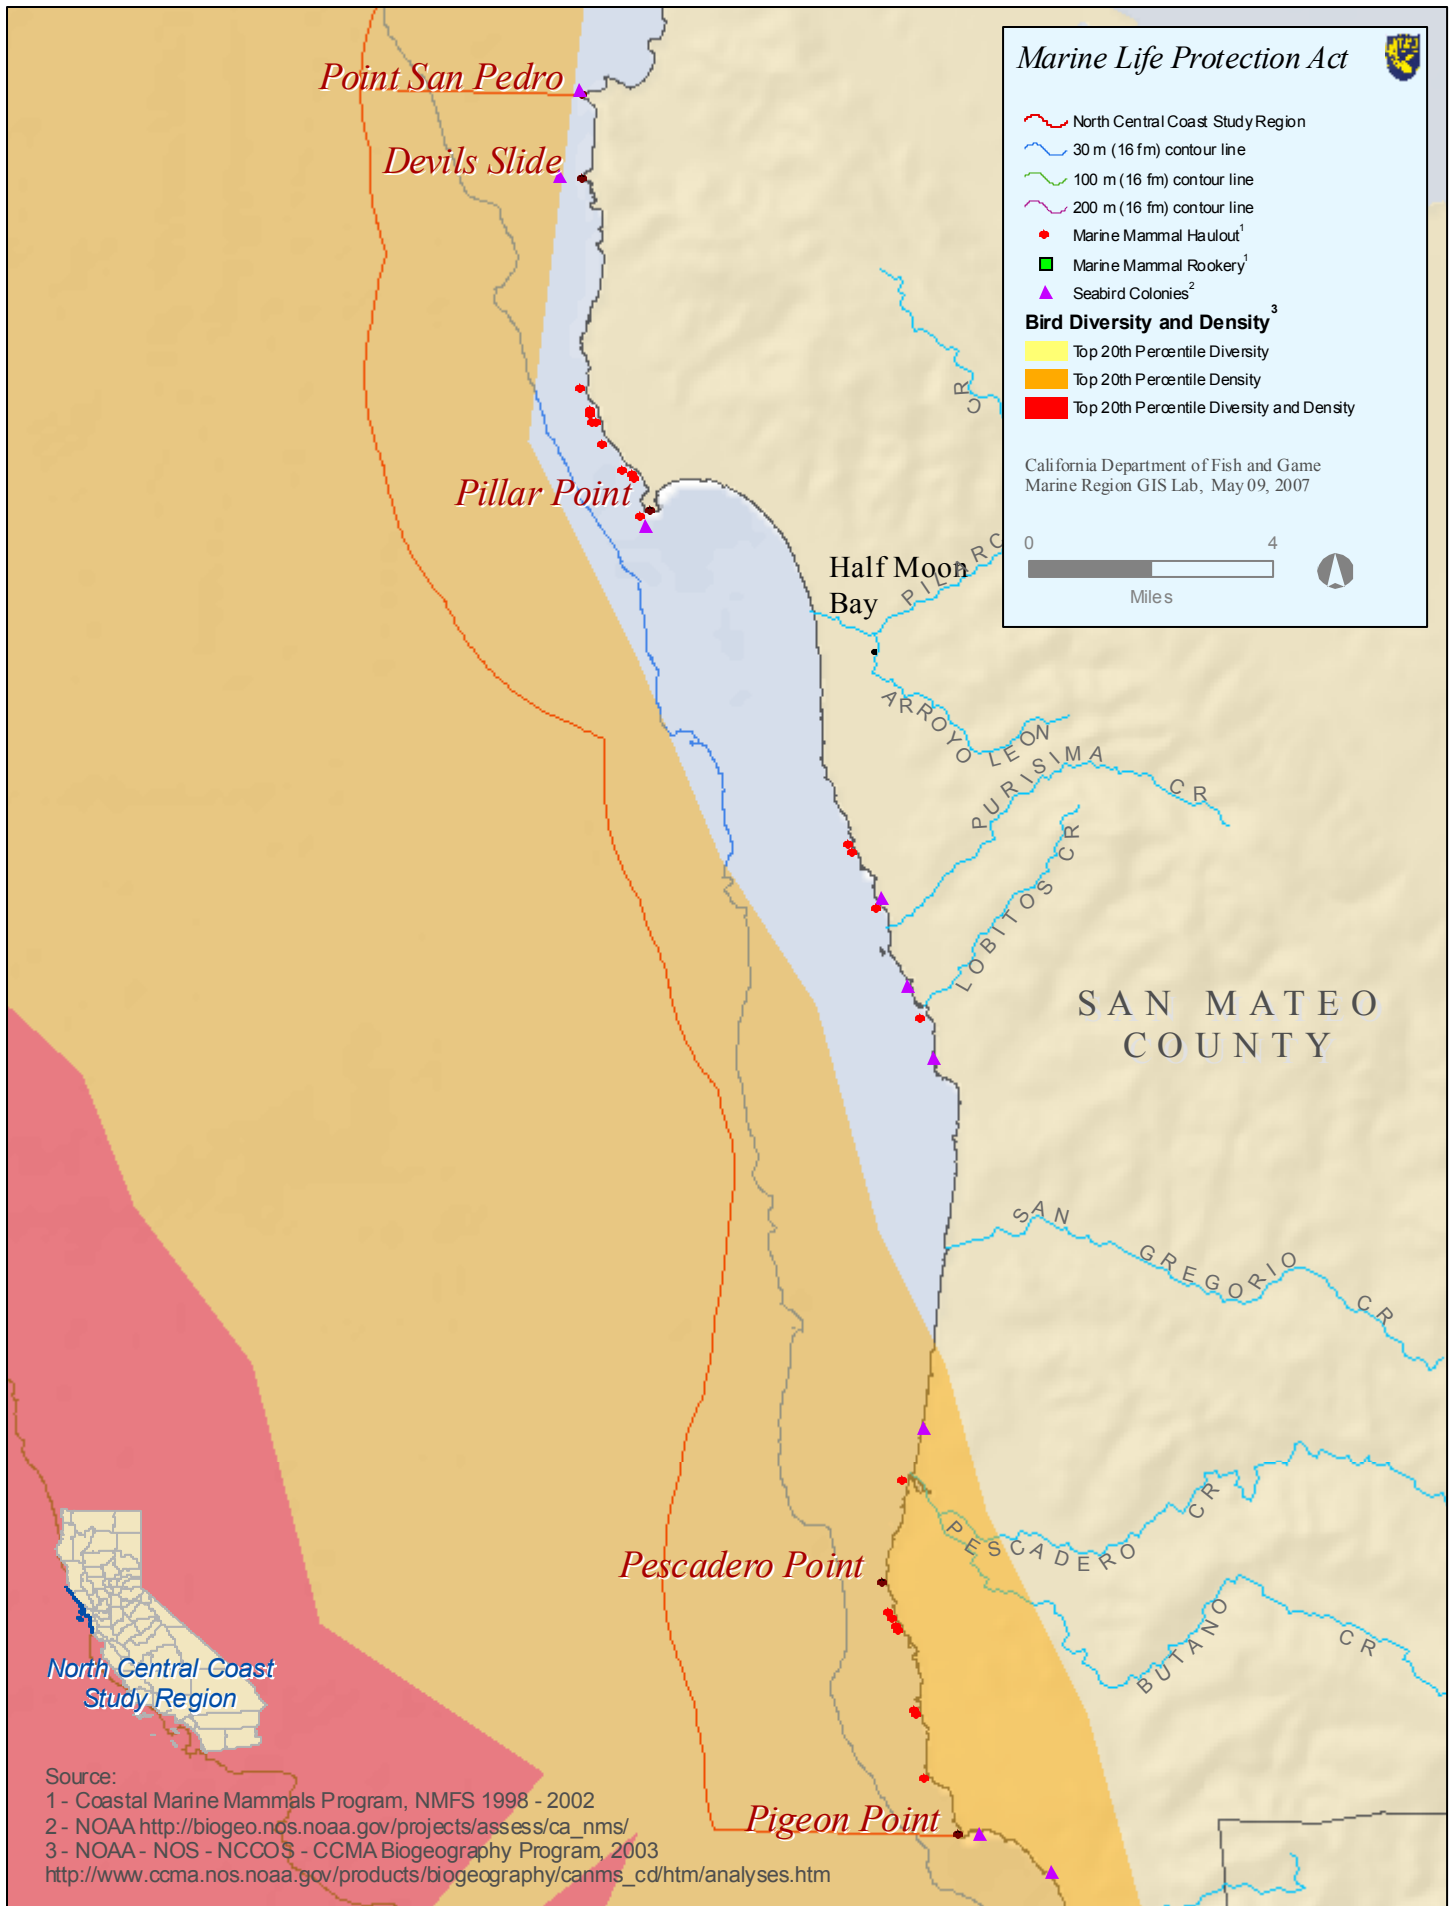 Point San Pedro
Devils Slide
Pillar Point
Half Moon
Bay
PILARC
CR
ARROYO LEON
PURISIMA CR
LOBITOS CR
SAN MATEO
COUNTY
SAN GREGORIO CR
PESCADERO CR
BUTANO CR
Pescadero Point
Pigeon Point
Marine Life Protection Act
North Central Coast Study Region
30 m (16 fm) contour line
100 m (16 fm) contour line
200 m (16 fm) contour line
Marine Mammal Haulout1
Marine Mammal Rookery1
Seabird Colonies2
Bird Diversity and Density3
Top 20th Percentile Diversity
Top 20th Percentile Density
Top 20th Percentile Diversity and Density
California Department of Fish and Game
Marine Region GIS Lab, May 09, 2007
0 4
Miles
North Central Coast
Study Region
Source:
1 - Coastal Marine Mammals Program, NMFS 1998 - 2002
2 - NOAA http://biogeo.nos.noaa.gov/projects/assess/ca_nms/
3 - NOAA - NOS - NCCOS - CCMA Biogeography Program, 2003
http://www.ccma.nos.noaa.gov/products/biogeography/canms_cd/htm/analyses.htm